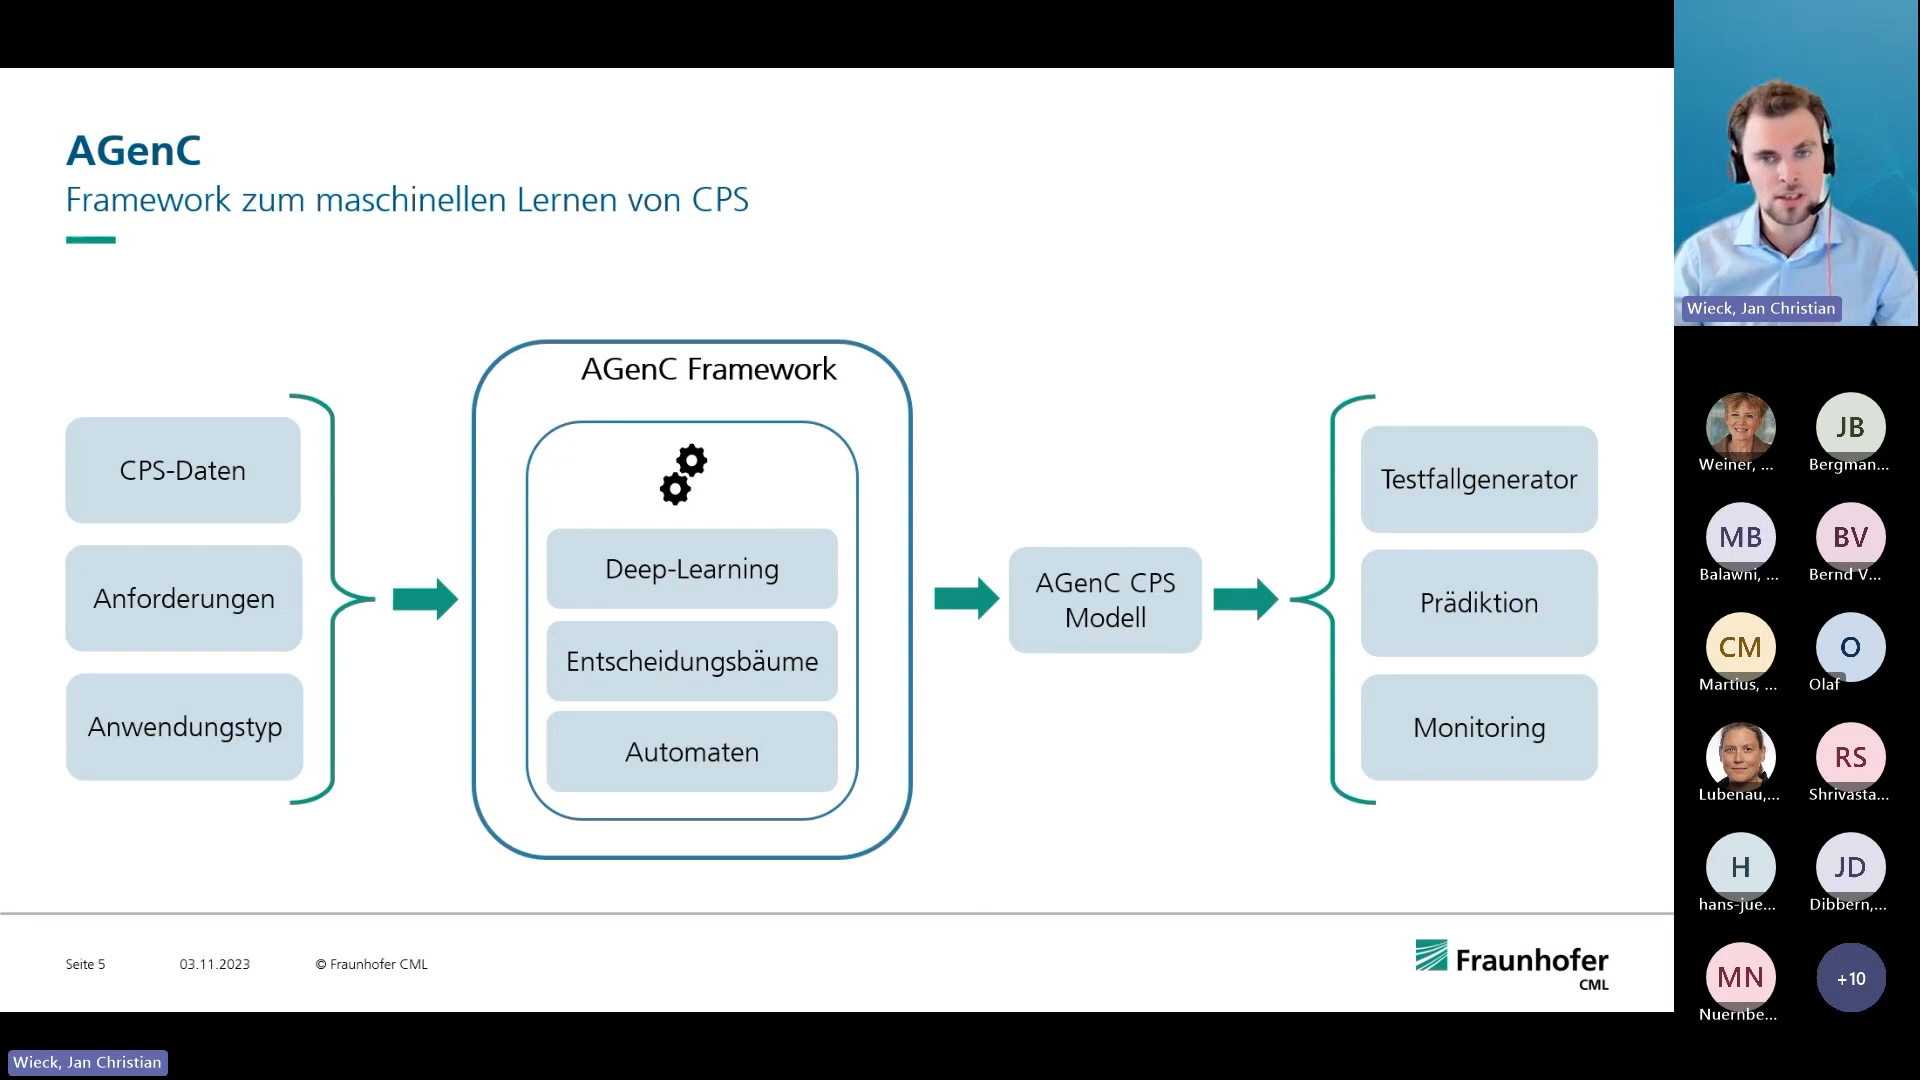 AGenC
Framework zum maschinellen Lernen von CPS
CPS-Daten
Anforderungen
Anwendungstyp
AGenC Framework
Deep-Learning
Entscheidungsbäume
Automaten
AGenC CPS
Modell
Testfallgenerator
Prädiktion
Monitoring
Seite 5
03.11.2023
© Fraunhofer CML
Fraunhofer
CML
Wieck, Jan Christian
Wieck, Jan Christian
Weiner, ...
JB
Bergman...
MB
Balawni, ...
BV
Bernd V...
CM
Martius, ...
O
Olaf
Lubenau,...
RS
Shrivasta...
H
hans-jue...
JD
Dibbern,...
MN
Nuernbe...
+10